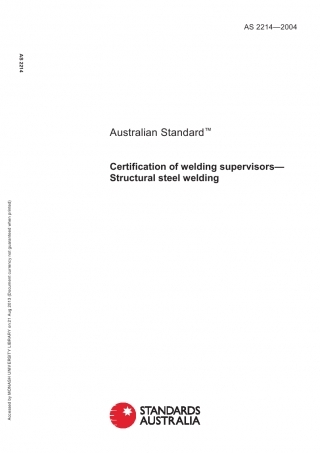 AS 2214—2004
AS 2214
Australian Standard™
Certification of welding supervisors—
Structural steel welding
Accessed by MONASH UNIVERSITY LIBRARY on 21 Aug 2013 (Document currency not guaranteed when printed)
STANDARDS
AUSTRALIA